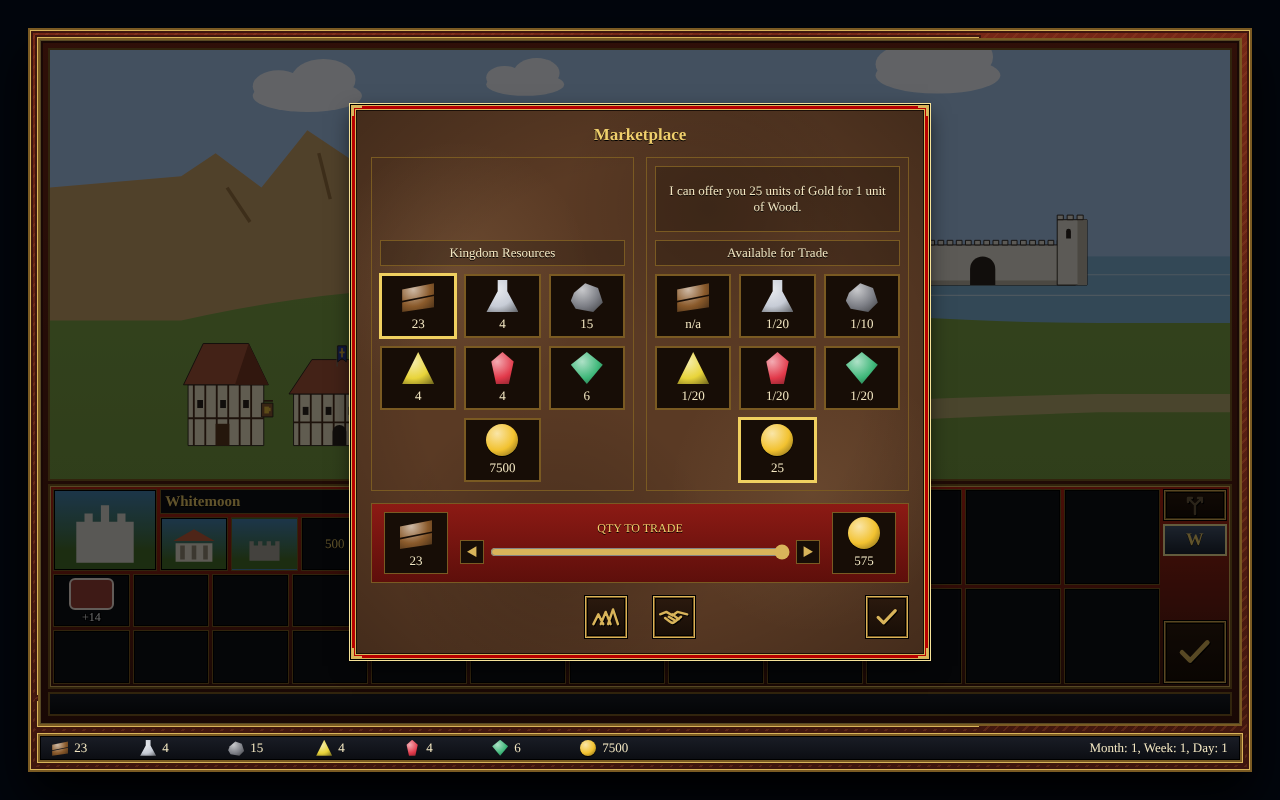 Marketplace
I can offer you 25 units of Gold for 1 unit
of Wood.
Kingdom Resources
Available for Trade
23
4
15
n/a
1/20
1/10
4
4
6
1/20
1/20
1/20
7500
25
QTY TO TRADE
23
575
Whitemoon
500
W
+14
23
4
15
4
4
6
7500
Month: 1, Week: 1, Day: 1